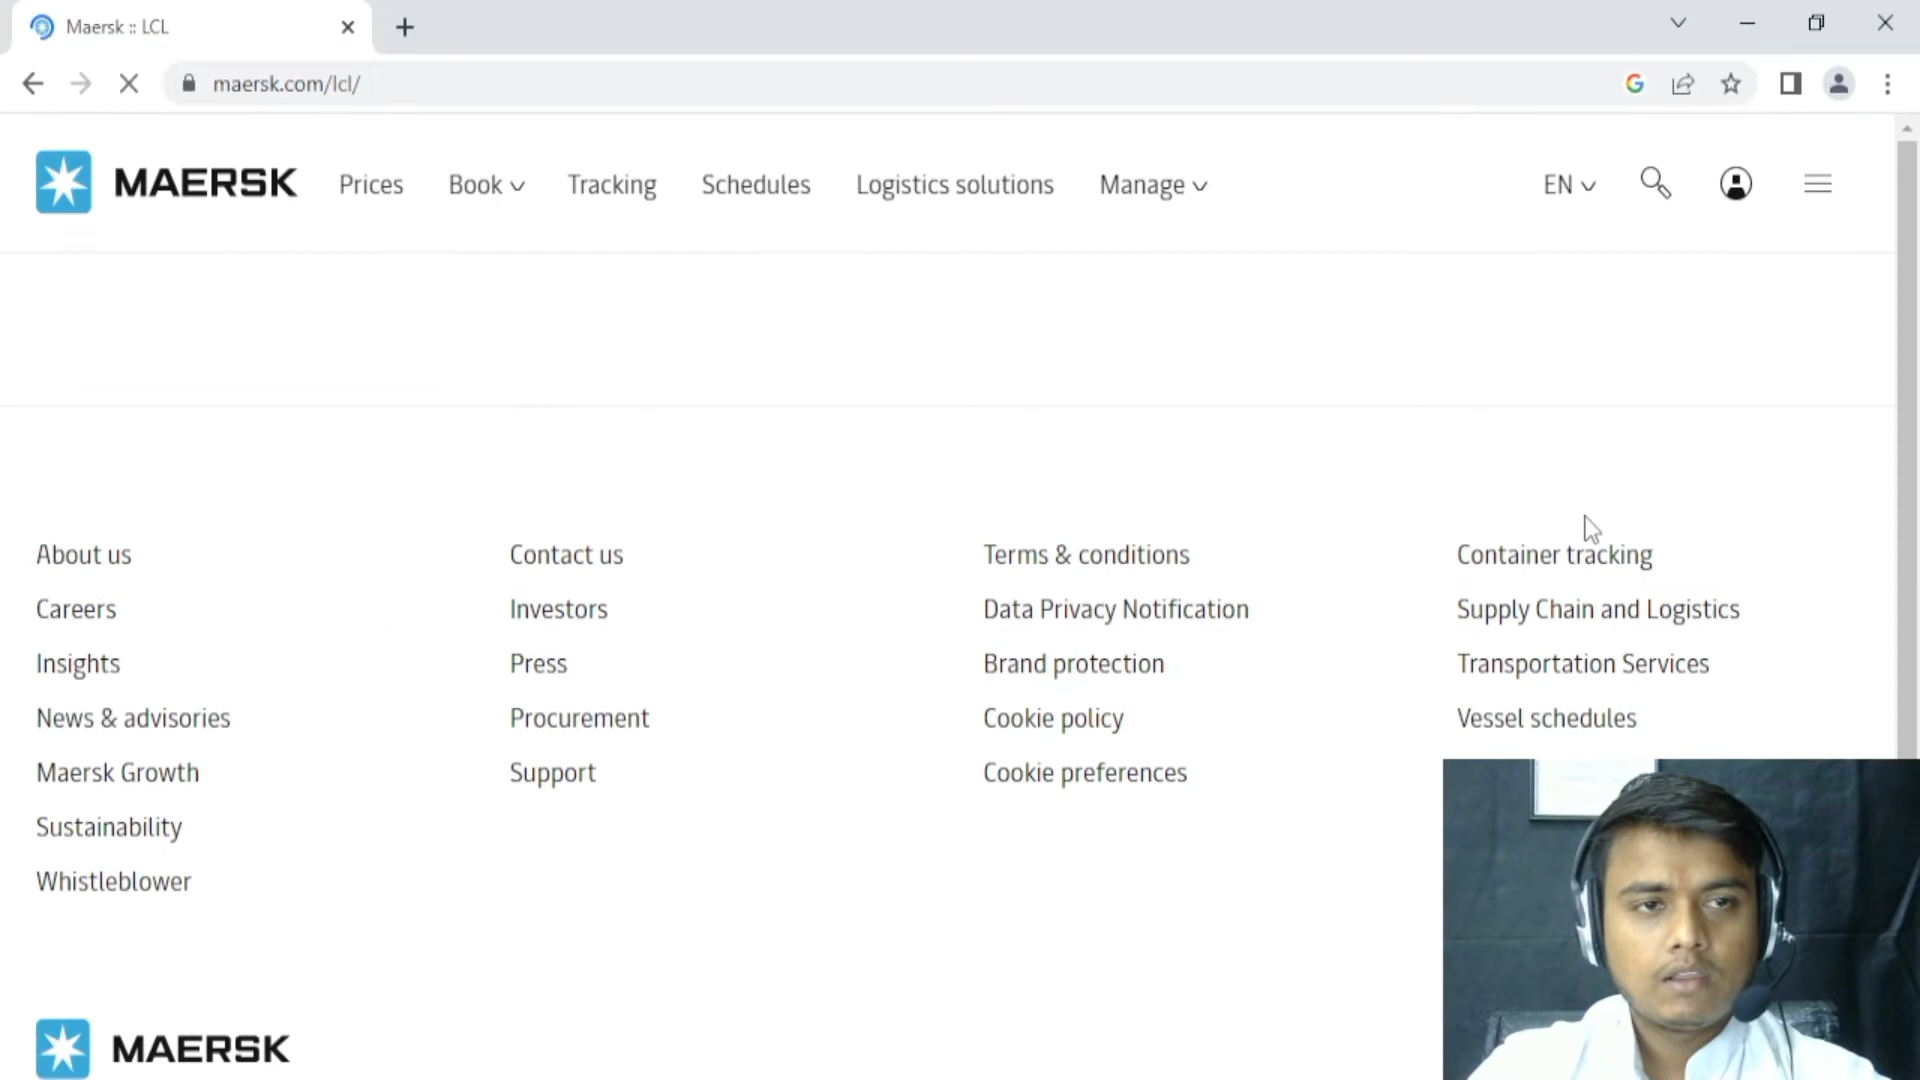 Maersk :: LCL
maersk.com/lcl/
MAERSK Prices Book Tracking Schedules Logistics solutions Manage EN
About us
Careers
Insights
News & advisories
Maersk Growth
Sustainability
Whistleblower
Contact us
Investors
Press
Procurement
Support
Terms & conditions
Data Privacy Notification
Brand protection
Cookie policy
Cookie preferences
Container tracking
Supply Chain and Logistics
Transportation Services
Vessel schedules
MAERSK